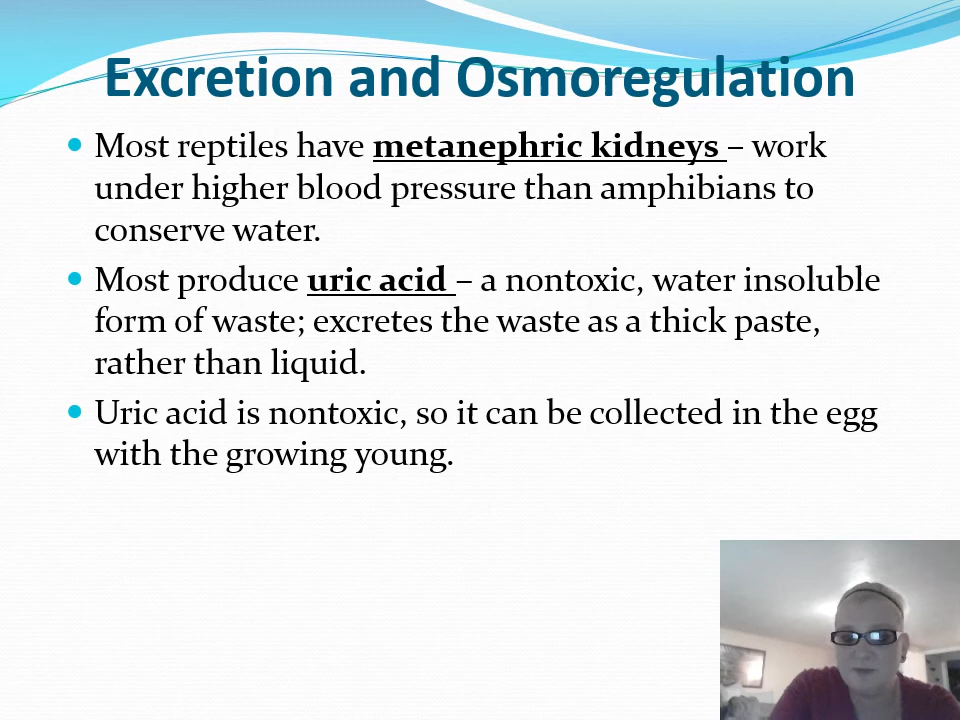 Excretion and Osmoregulation
• Most reptiles have metanephric kidneys – work
under higher blood pressure than amphibians to
conserve water.
• Most produce uric acid – a nontoxic, water insoluble
form of waste; excretes the waste as a thick paste,
rather than liquid.
• Uric acid is nontoxic, so it can be collected in the egg
with the growing young.